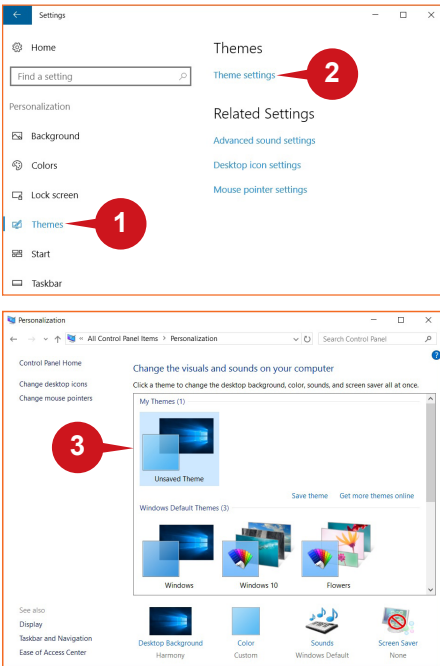 Settings
Home
Find a setting
Personalization
Background
Colors
Lock screen
Themes
Start
Taskbar
Themes
Theme settings
Related Settings
Advanced sound settings
Desktop icon settings
Mouse pointer settings
2
1
Personalization
« All Control Panel Items > Personalization
Search Control Panel
?
Control Panel Home
Change desktop icons
Change mouse pointers
See also
Display
Taskbar and Navigation
Ease of Access Center
Change the visuals and sounds on your computer
Click a theme to change the desktop background, color, sounds, and screen saver all at once.
My Themes (1)
3
Unsaved Theme
Save theme Get more themes online
Windows Default Themes (3)
Windows Windows 10 Flowers
Desktop Background Color Sounds Screen Saver
Harmony Custom Windows Default None